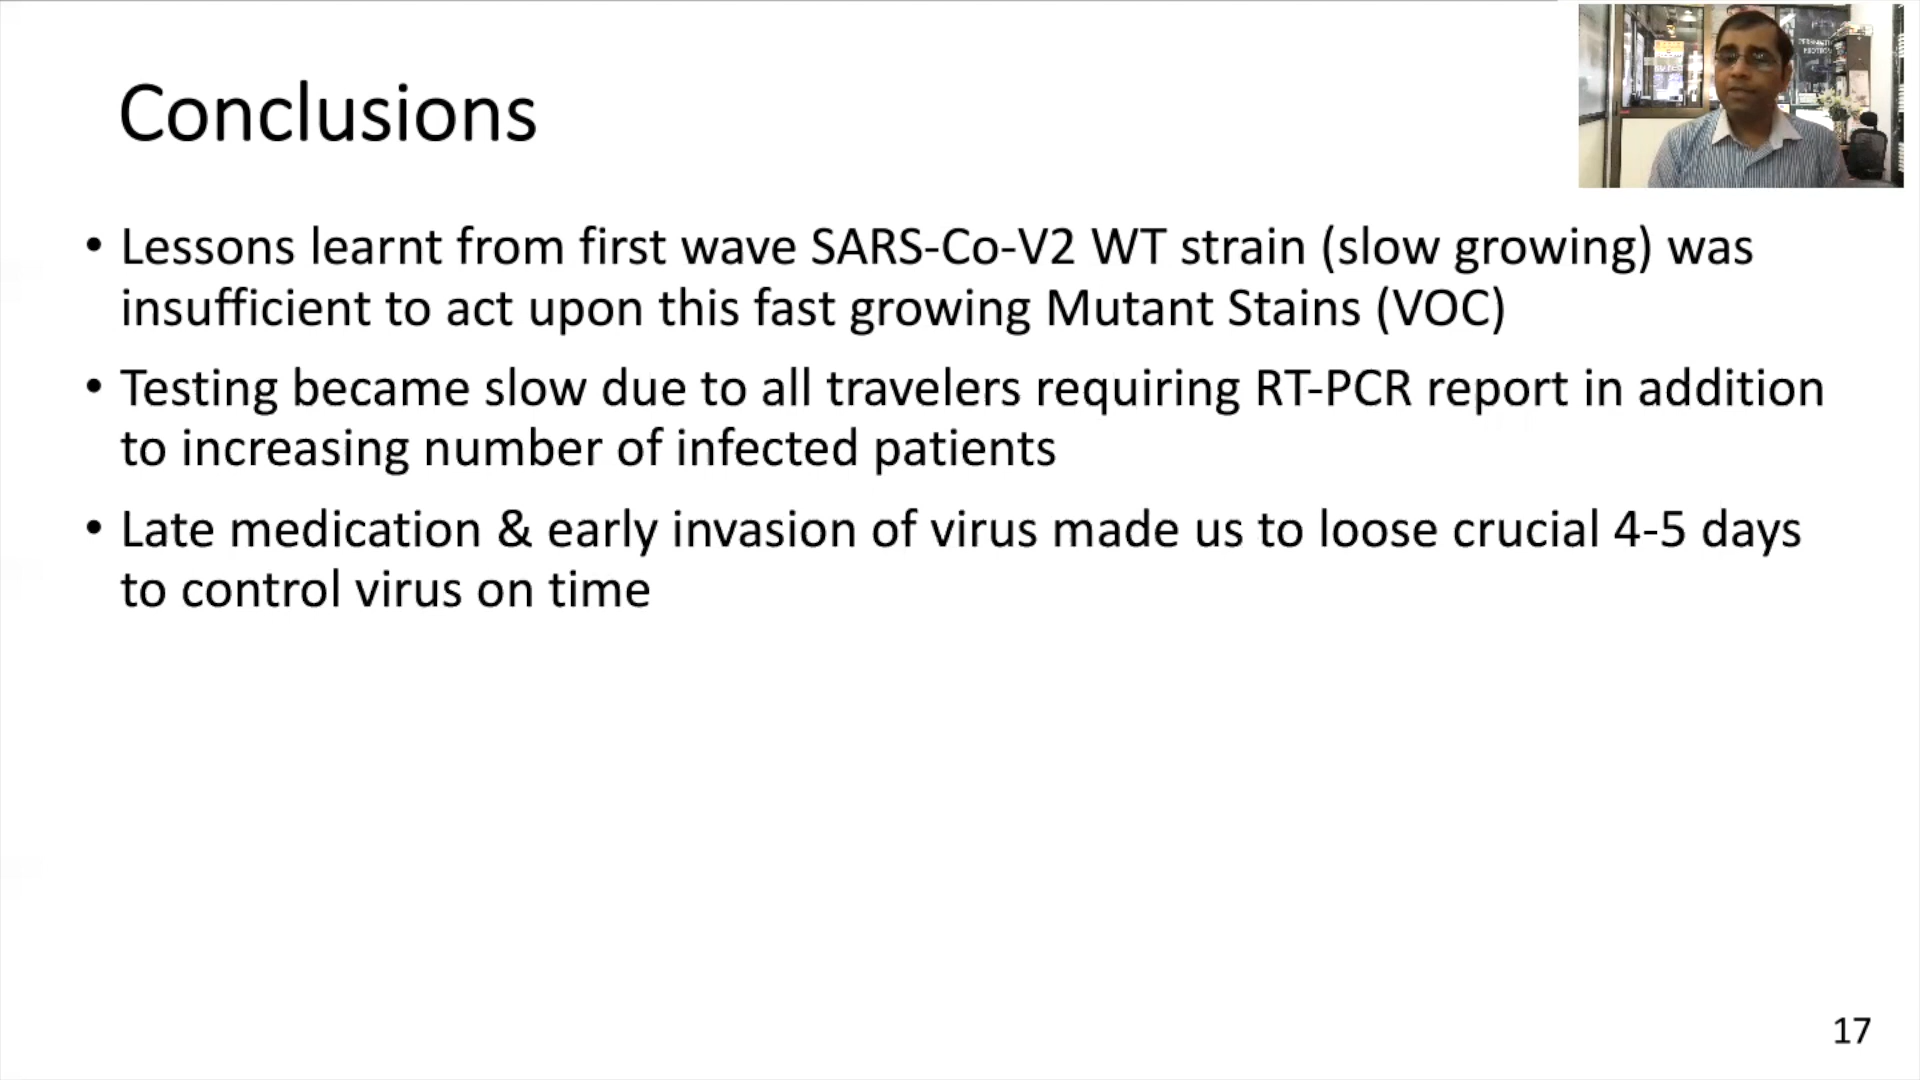 Conclusions
• Lessons learnt from first wave SARS-Co-V2 WT strain (slow growing) was
insufficient to act upon this fast growing Mutant Stains (VOC)
• Testing became slow due to all travelers requiring RT-PCR report in addition
to increasing number of infected patients
• Late medication & early invasion of virus made us to loose crucial 4-5 days
to control virus on time
17